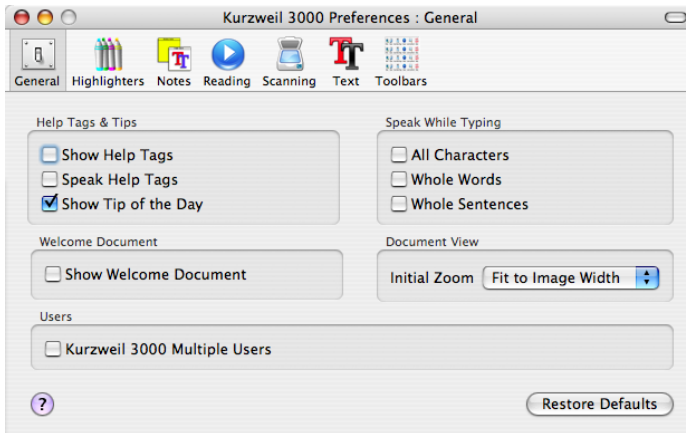 Kurzweil 3000 Preferences : General
General Highlighters Notes Reading Scanning Text Toolbars
Help Tags & Tips
Show Help Tags
Speak Help Tags
Show Tip of the Day
Speak While Typing
All Characters
Whole Words
Whole Sentences
Welcome Document
Show Welcome Document
Document View
Initial Zoom Fit to Image Width
Users
Kurzweil 3000 Multiple Users
? Restore Defaults